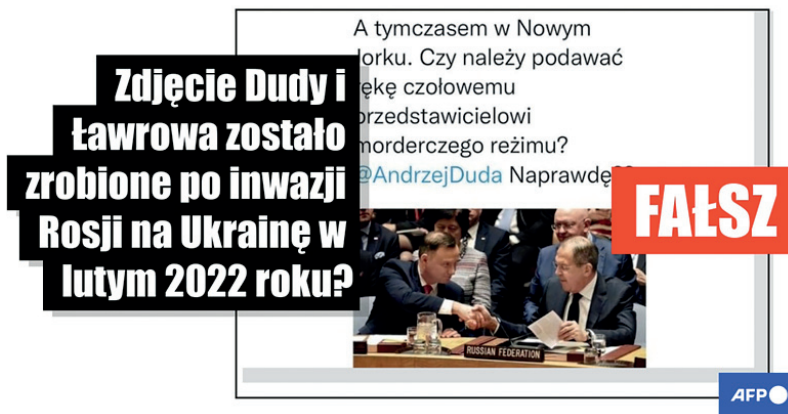 Zdjęcie Dudy i
Ławrowa zostało
zrobione po inwazji
Rosji na Ukrainę w
lutym 2022 roku?
A tymczasem w Nowym
Jorku. Czy należy podawać
rękę czołowemu
przedstawicielowi
morderczego reżimu?
@AndrzejDuda Naprawdę
FAŁSZ
RUSSIAN FEDERATION
AFP